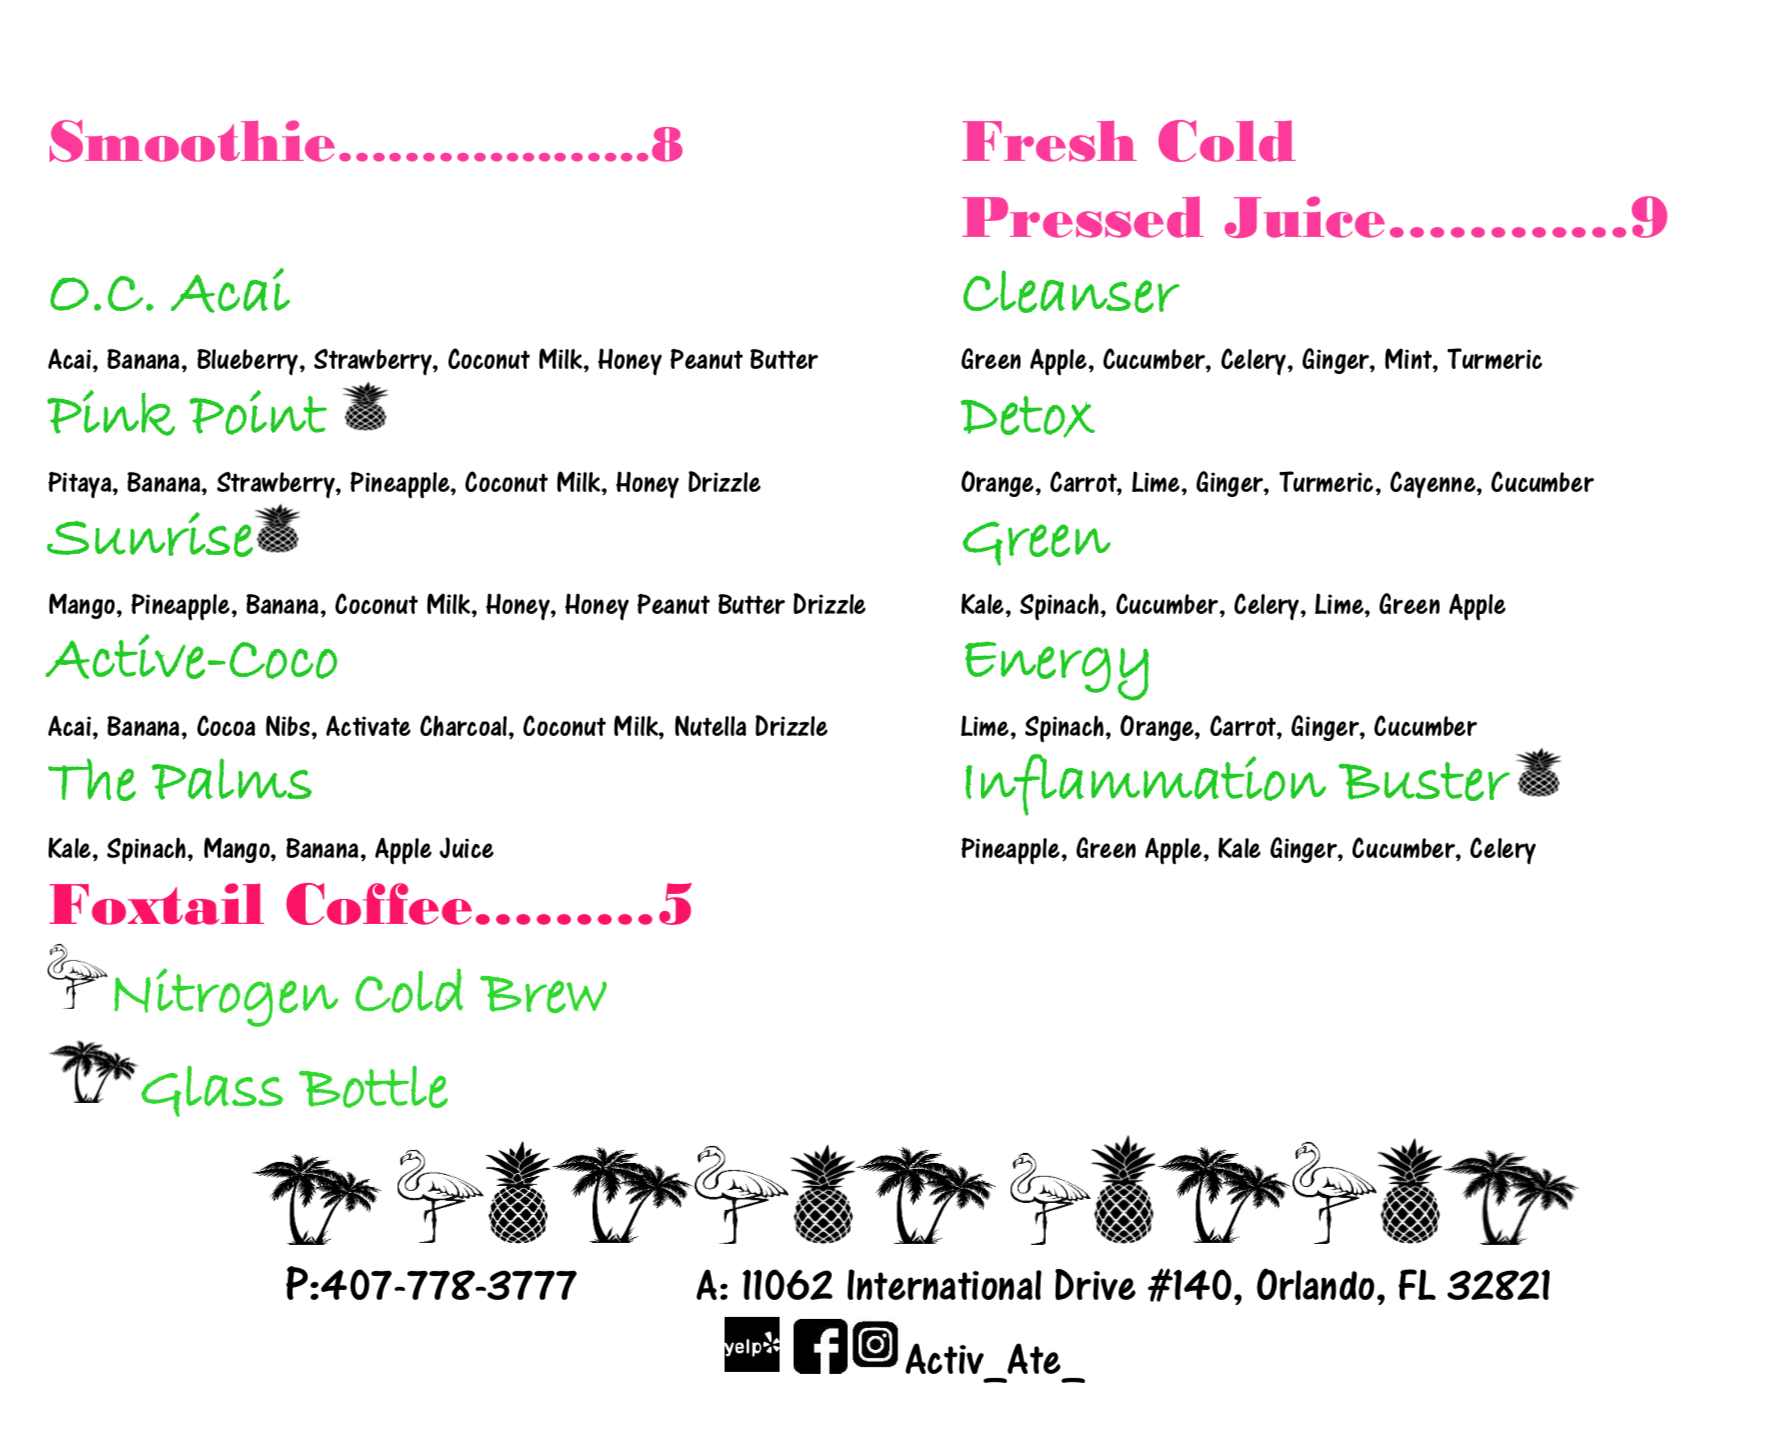 Smoothie...................8
O.C. Acai
Acai, Banana, Blueberry, Strawberry, Coconut Milk, Honey Peanut Butter
Pink Point
Pitaya, Banana, Strawberry, Pineapple, Coconut Milk, Honey Drizzle
Sunrise
Mango, Pineapple, Banana, Coconut Milk, Honey, Honey Peanut Butter Drizzle
Active-Coco
Acai, Banana, Cocoa Nibs, Activate Charcoal, Coconut Milk, Nutella Drizzle
The Palms
Kale, Spinach, Mango, Banana, Apple Juice
Foxtail Coffee.........5
Nitrogen Cold Brew
Glass Bottle
Fresh Cold
Pressed Juice............9
Cleanser
Green Apple, Cucumber, Celery, Ginger, Mint, Turmeric
Detox
Orange, Carrot, Lime, Ginger, Turmeric, Cayenne, Cucumber
Green
Kale, Spinach, Cucumber, Celery, Lime, Green Apple
Energy
Lime, Spinach, Orange, Carrot, Ginger, Cucumber
Inflammation Buster
Pineapple, Green Apple, Kale Ginger, Cucumber, Celery
P:407-778-3777 A: 11062 International Drive #140, Orlando, FL 32821
yelp f Activ_Ate_